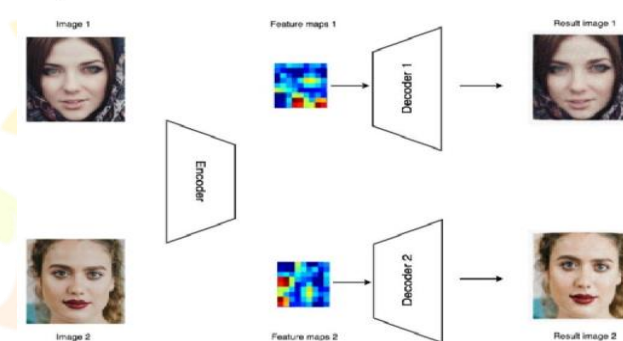 Image 1
Feature maps 1
Result image 1
Decoder 1
Encoder
Decoder 2
Image 2
Feature maps 2
Result image 2